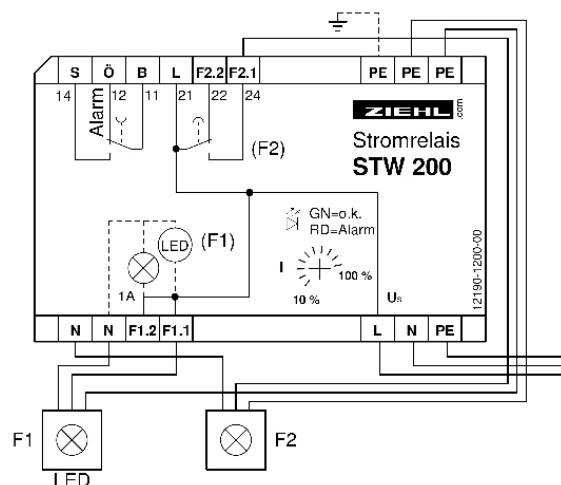 S Ö B L F2.2 F2.1 PE PE PE
14 12 11 21 22 24
Alarm
(F2)
ZIEHL.com
Stromrelais
STW 200
GN=o.k.
RD=Alarm
LED (F1)
I
100 %
10 %
1A
Us
12190-1200-00
N N F1.2 F1.1 L N PE
F1
F2
LED